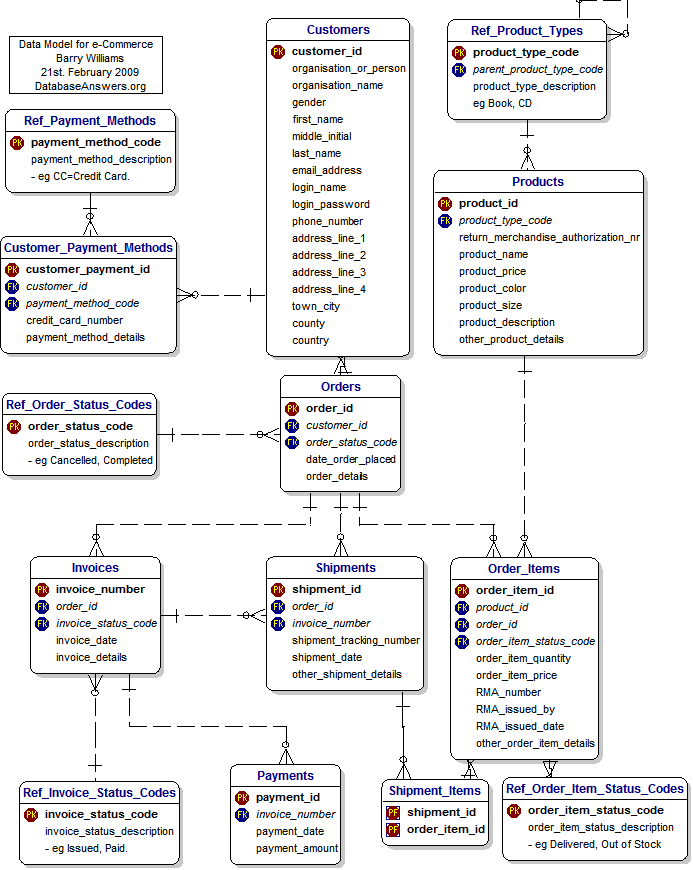 Data Model for e-Commerce
Barry Williams
21st. February 2009
DatabaseAnswers.org
Customers
PK customer_id
organisation_or_person
organisation_name
gender
first_name
middle_initial
last_name
email_address
login_name
login_password
phone_number
address_line_1
address_line_2
address_line_3
address_line_4
town_city
county
country
Ref_Product_Types
PK product_type_code
FK parent_product_type_code
product_type_description
eg Book, CD
Ref_Payment_Methods
PK payment_method_code
payment_method_description
- eg CC=Credit Card.
Products
PK product_id
FK product_type_code
return_merchandise_authorization_nr
product_name
product_price
product_color
product_size
product_description
other_product_details
Customer_Payment_Methods
PK customer_payment_id
FK customer_id
FK payment_method_code
credit_card_number
payment_method_details
Orders
PK order_id
FK customer_id
FK order_status_code
date_order_placed
order_details
Ref_Order_Status_Codes
PK order_status_code
order_status_description
- eg Cancelled, Completed
Invoices
PK invoice_number
FK order_id
FK invoice_status_code
invoice_date
invoice_details
Shipments
PK shipment_id
FK order_id
FK invoice_number
shipment_tracking_number
shipment_date
other_shipment_details
Order_Items
PK order_item_id
FK product_id
FK order_id
FK order_item_status_code
order_item_quantity
order_item_price
RMA_number
RMA_issued_by
RMA_issued_date
other_order_item_details
Ref_Invoice_Status_Codes
PK invoice_status_code
invoice_status_description
- eg Issued, Paid.
Payments
PK payment_id
FK invoice_number
payment_date
payment_amount
Shipment_Items
PF shipment_id
PF order_item_id
Ref_Order_Item_Status_Codes
PK order_item_status_code
order_item_status_description
- eg Delivered, Out of Stock